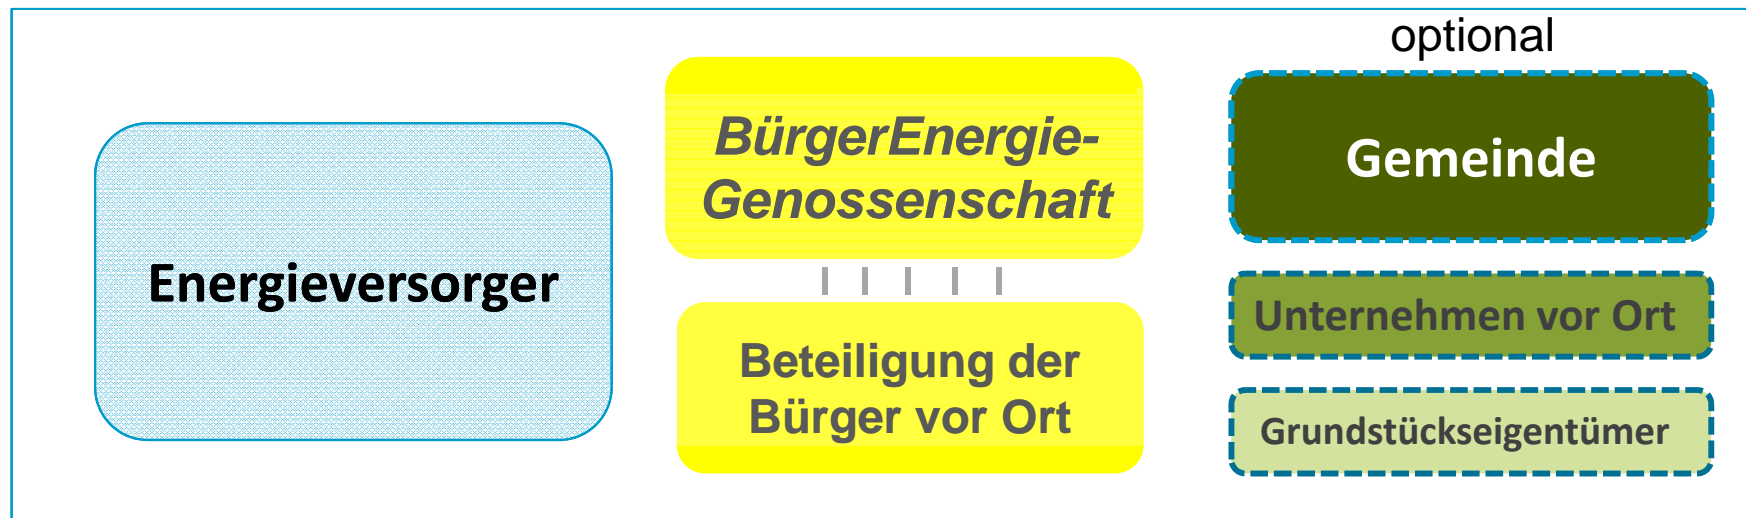 optional
BürgerEnergie-
Genossenschaft
Gemeinde
Energieversorger
Unternehmen vor Ort
Beteiligung der
Bürger vor Ort
Grundstückseigentümer